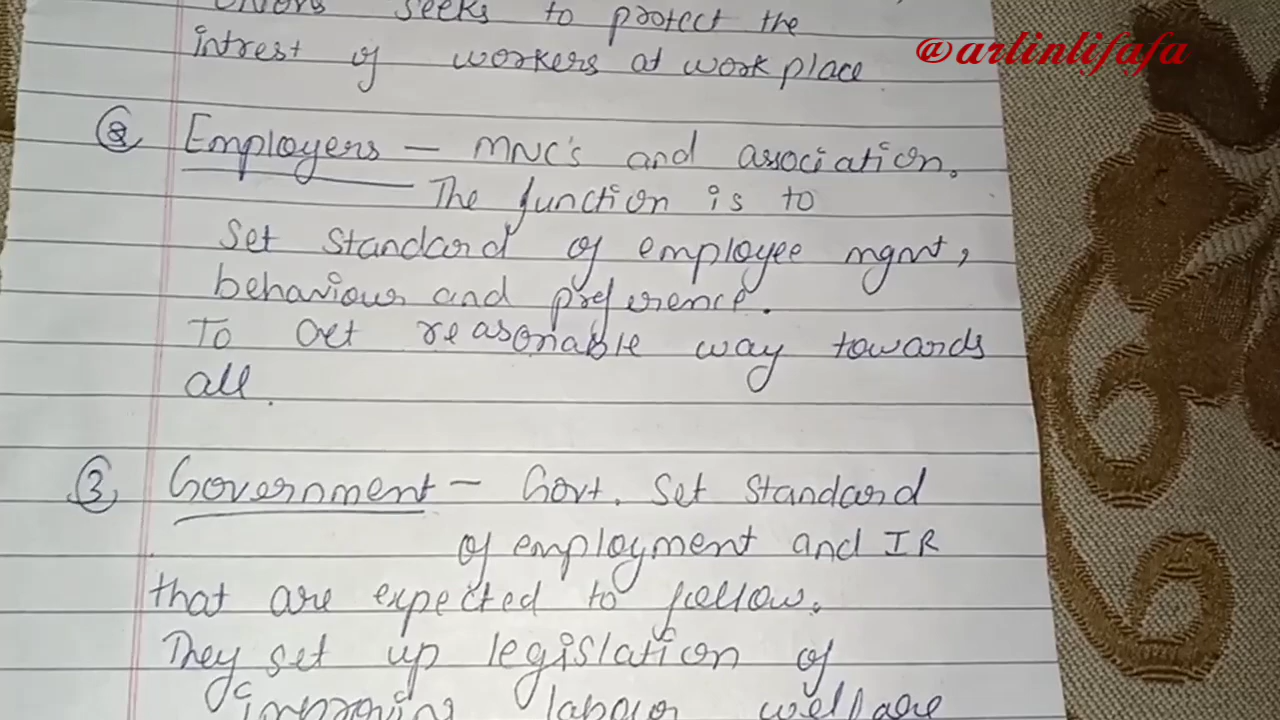 unions seeks to protect the
intrest of workers at work place
@arlinlifafa
② Employers — MNC's and association.
The function is to
set standard of employee mgmt,
behaviour and preference.
To act reasonable way towards
all.
③ Government — Govt. set standard
of employment and IR
that are expected to follow.
They set up legislation of
improving labour welfare